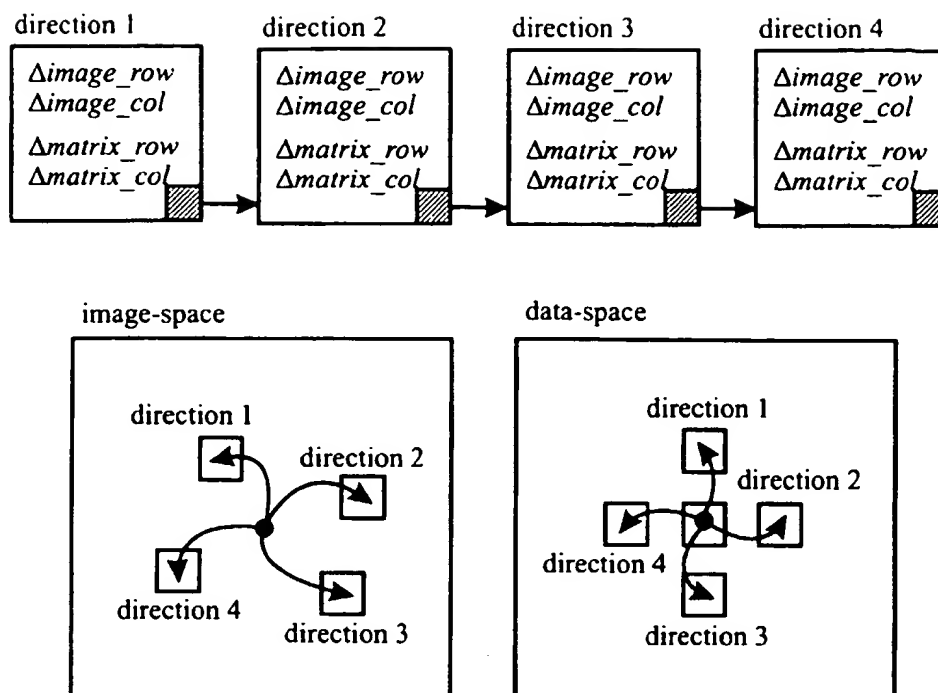 direction 1
direction 2
direction 3
direction 4
Δimage_row
Δimage_col
Δmatrix_row
Δmatrix_col
Δimage_row
Δimage_col
Δmatrix_row
Δmatrix_col
Δimage_row
Δimage_col
Δmatrix_row
Δmatrix_col
Δimage_row
Δimage_col
Δmatrix_row
Δmatrix_col
image-space
direction 1
direction 2
direction 4
direction 3
data-space
direction 1
direction 2
direction 4
direction 3